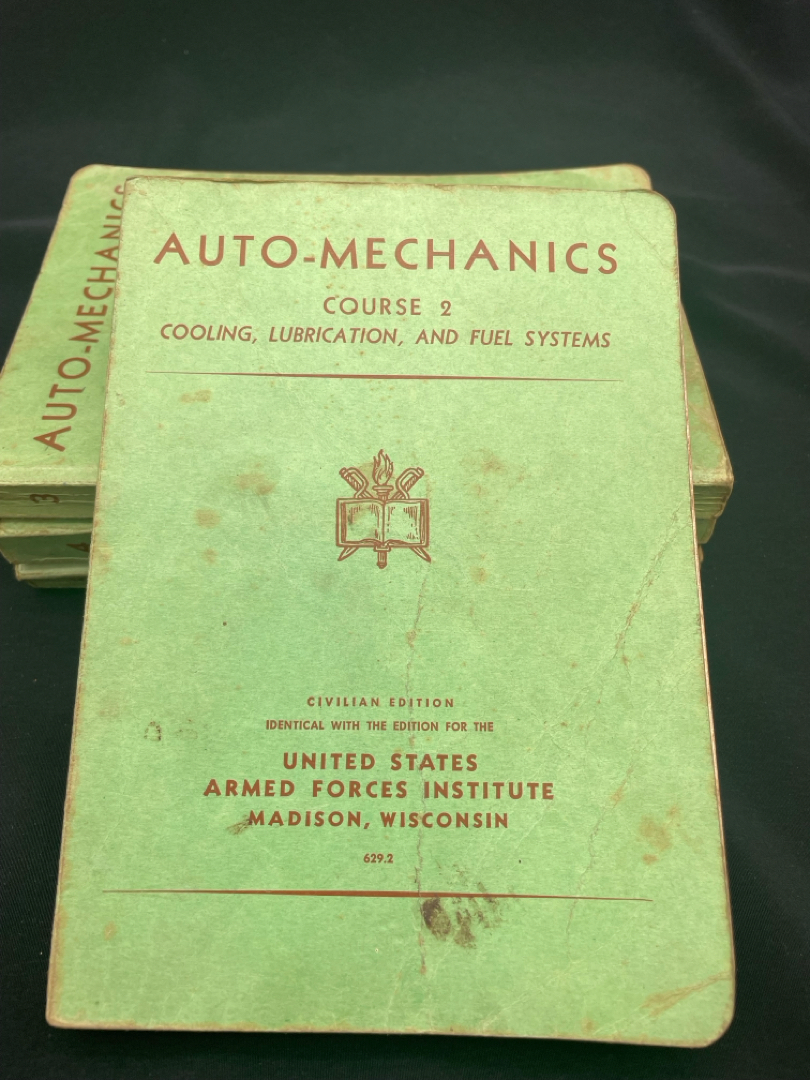 AUTO-MECHANICS
COURSE 2
COOLING, LUBRICATION, AND FUEL SYSTEMS
CIVILIAN EDITION
IDENTICAL WITH THE EDITION FOR THE
UNITED STATES
ARMED FORCES INSTITUTE
MADISON, WISCONSIN
629.2
AUTO-MECHANICS
3
4